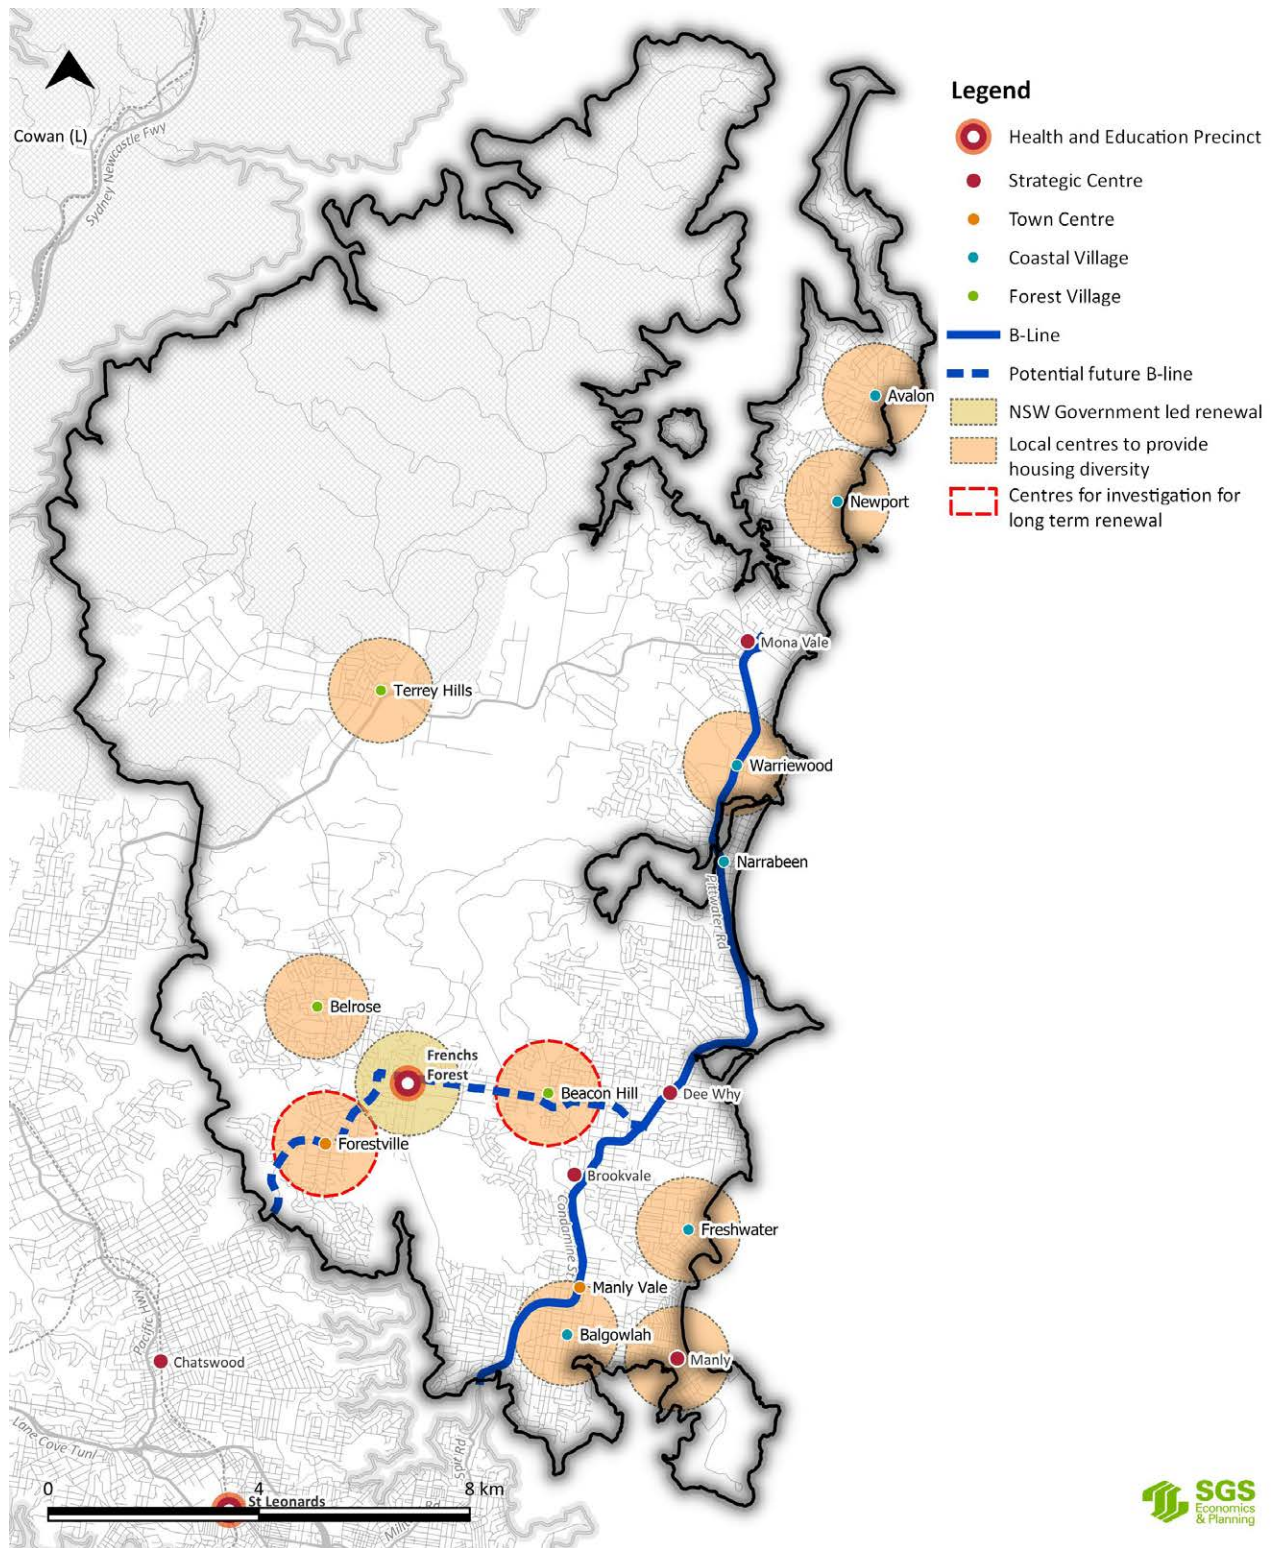 Legend
Health and Education Precinct
Strategic Centre
Town Centre
Coastal Village
Forest Village
B-Line
Potential future B-line
NSW Government led renewal
Local centres to provide
housing diversity
Centres for investigation for
long term renewal
Cowan (L)
Sydney Newcastle Fwy
Avalon
Newport
Mona Vale
Terrey Hills
Warriewood
Narrabeen
Pittwater Rd
Belrose
Frenchs
Forest
Beacon Hill
Dee Why
Forestville
Brookvale
Condamine St
Freshwater
Manly Vale
Balgowlah
Manly
Pacific Hwy
Chatswood
Lane Cove Tunl
Spit Rd
0 4 8 km
St Leonards
Rd
SGS
Economics
& Planning